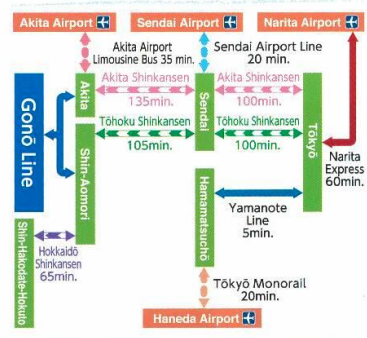 Akita Airport
Sendai Airport
Narita Airport
Akita Airport
Limousine Bus 35 min.
Sendai Airport Line
20 min.
Akita Shinkansen
135min.
Akita Shinkansen
100min.
Gonō Line
Akita
Sendai
Tōkyō
Tōhoku Shinkansen
105min.
Tōhoku Shinkansen
100min.
Shin-Aomori
Narita
Express
60min.
Hamamatsuchō
Yamanote
Line
5min.
Shin-Hakodate-Hokuto
Hokkaidō
Shinkansen
65min.
Tōkyō Monorail
20min.
Haneda Airport